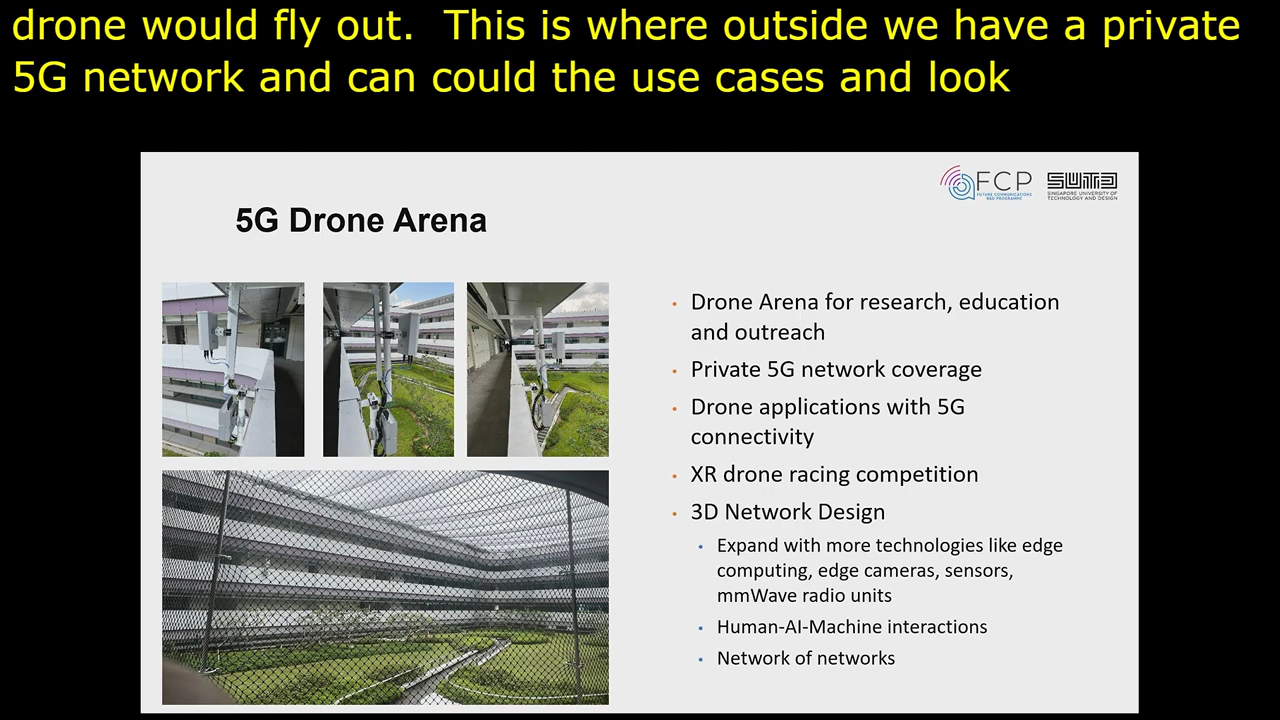 drone would fly out.  This is where outside we have a private
5G network and can could the use cases and look
FCP
FUTURE COMMUNICATIONS
R&D PROGRAMME
SUTD
SINGAPORE UNIVERSITY OF
TECHNOLOGY AND DESIGN
5G Drone Arena
• Drone Arena for research, education
and outreach
• Private 5G network coverage
• Drone applications with 5G
connectivity
• XR drone racing competition
• 3D Network Design
• Expand with more technologies like edge
computing, edge cameras, sensors,
mmWave radio units
• Human-AI-Machine interactions
• Network of networks